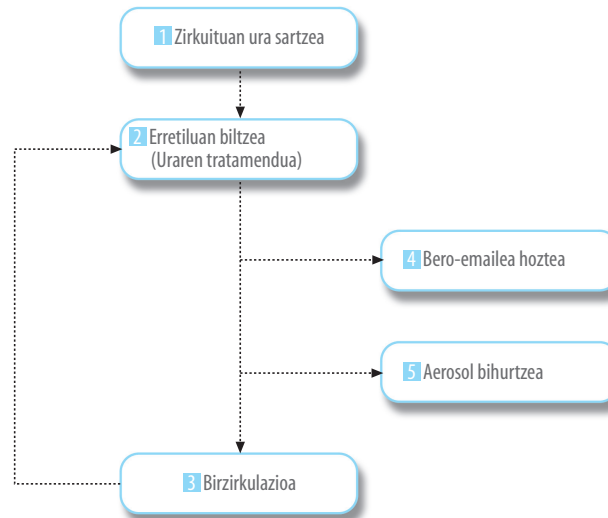 1 Zirkuituan ura sartzea
2 Erretiluan biltzea
(Uraren tratamendua)
4 Bero-emailea hoztea
5 Aerosol bihurtzea
3 Birzirkulazioa